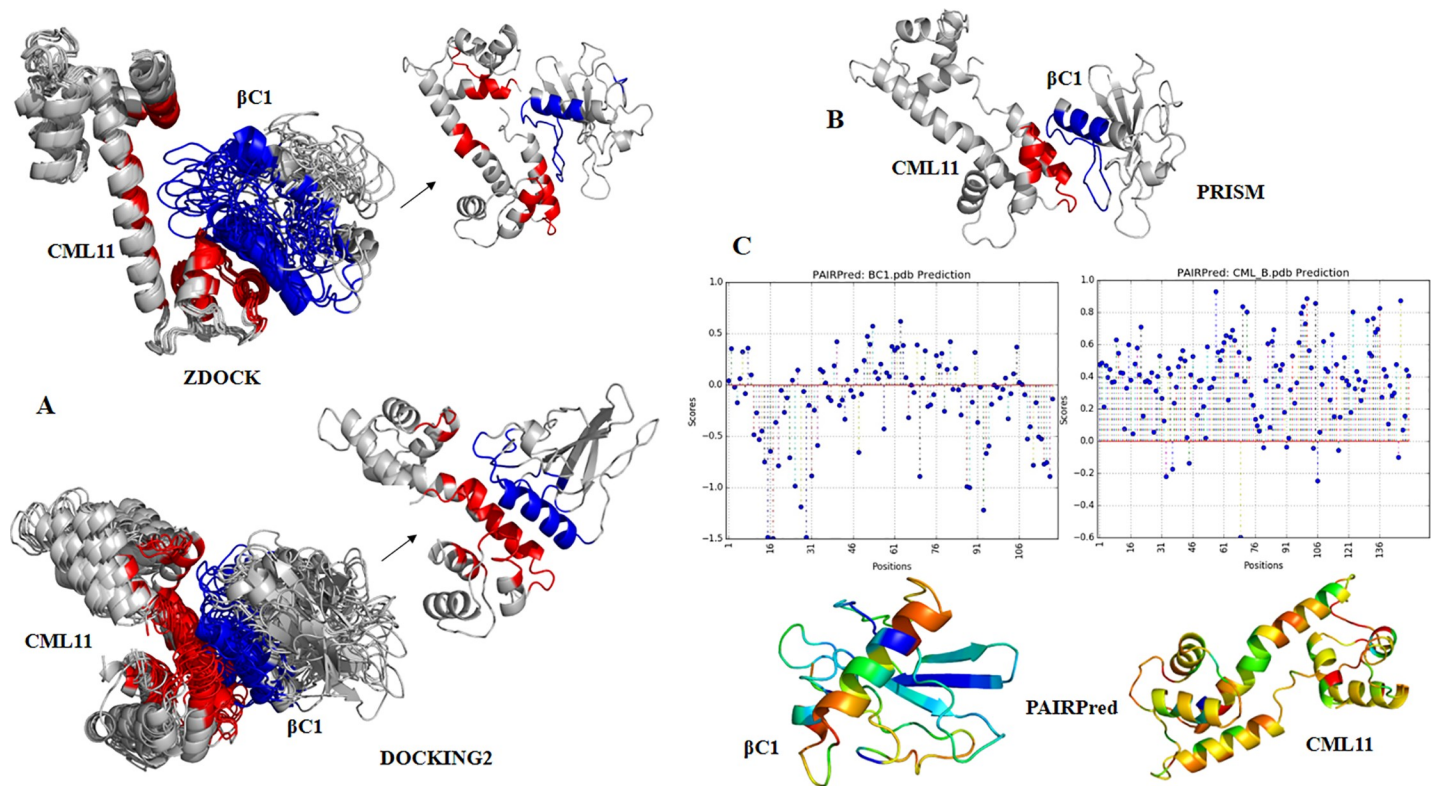 βC1
CML11
ZDOCK
A
CML11
βC1
DOCKING2
B
βC1
CML11
PRISM
C
PAIRPred: BC1.pdb Prediction
1.0
0.5
0.0
−0.5
−1.0
−1.5
Scores
1 16 31 46 61 76 91 106
Positions
PAIRPred: CML_B.pdb Prediction
1.0
0.8
0.6
0.4
0.2
0.0
−0.2
−0.4
−0.6
Scores
1 16 31 46 61 76 91 106 121 136
Positions
βC1
PAIRPred
CML11